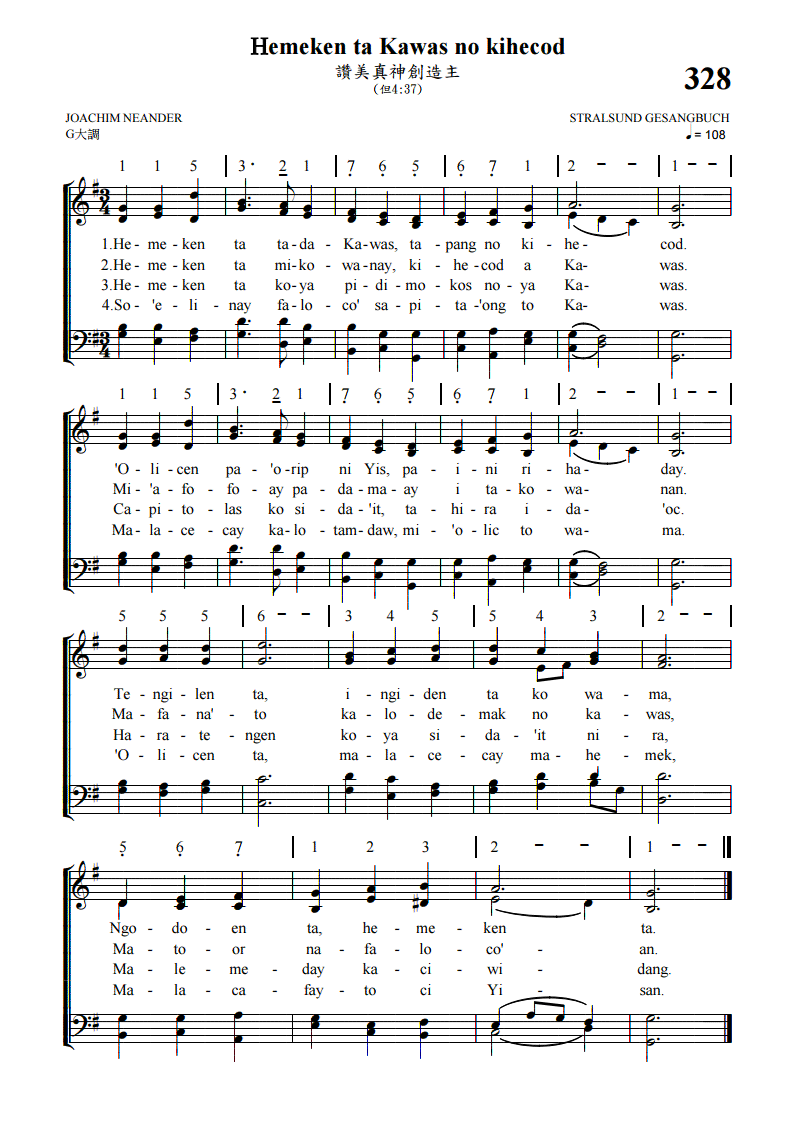 Hemeken ta Kawas no kihecod
讚美真神創造主
(但4:37)
328
JOACHIM NEANDER
STRALSUND GESANGBUCH
G大調
♩ = 108
1 1 5 | 3· 2 1 | 7 6 5 | 6 7 1 | 2 – – | 1 – – |
1.He - me - ken ta ta - da - Kawas, ta - pang no ki - he - cod.
2.He - me - ken ta mi - ko - wa-nay, ki - he - cod a Ka - was.
3.He - me - ken ta ko - ya pi - di - mo - kos no - ya Ka - was.
4.So - 'e - li - nay fa - lo - co' sa - pi - ta - 'ong to Ka - was.
1 1 5 | 3· 2 1 | 7 6 5 | 6 7 1 | 2 – – | 1 – – |
'O - li - cen pa - 'o-rip ni Yis, pa - i - ni ri - ha - day.
Mi - 'a - fo - fo - ay pa - da - ma - ay i ta - ko - wa - nan.
Ca - pi - to - las ko si - da - 'it, ta - hi - ra i - da - 'oc.
Ma - la - ce - cay ka - lo - tam - daw, mi - 'o - lic to wa - ma.
5 5 5 | 6 – – | 3 4 5 | 5 4 3 | 2 – – |
Te - ngi - len ta, i - ngi - den ta ko wa - ma,
Ma - fa - na' - to ka - lo - de - mak no ka - was,
Ha - ra - te - ngen ko - ya si - da - 'it ni - ra,
'O - li - cen ta, ma - la - ce - cay ma - he - mek,
5 6 7 | 1 2 3 | 2 – – | 1 – – ‖
Ngo - do - en ta, he - me - ken ta.
Ma - to - or na - fa - lo - co' - an.
Ma - le - me - day ka - ci - wi - dang.
Ma - la - ca - fay - to ci Yi - san.